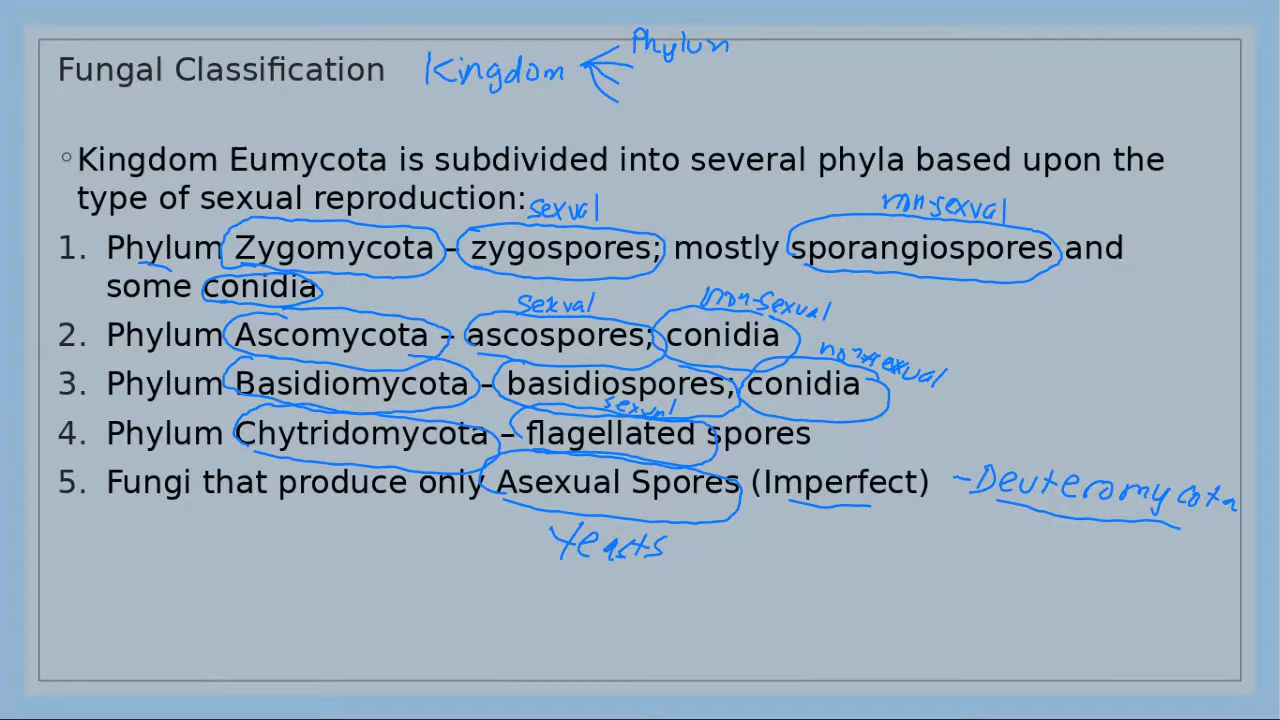 Fungal Classification Kingdom Phylum
◦Kingdom Eumycota is subdivided into several phyla based upon the
type of sexual reproduction:
sexual non-sexual
1. Phylum Zygomycota – zygospores; mostly sporangiospores and
some conidia
sexual non-sexual
2. Phylum Ascomycota – ascospores; conidia
non-sexual
3. Phylum Basidiomycota – basidiospores; conidia
sexual
4. Phylum Chytridomycota – flagellated spores
5. Fungi that produce only Asexual Spores (Imperfect) - Deuteromycota
Yeasts